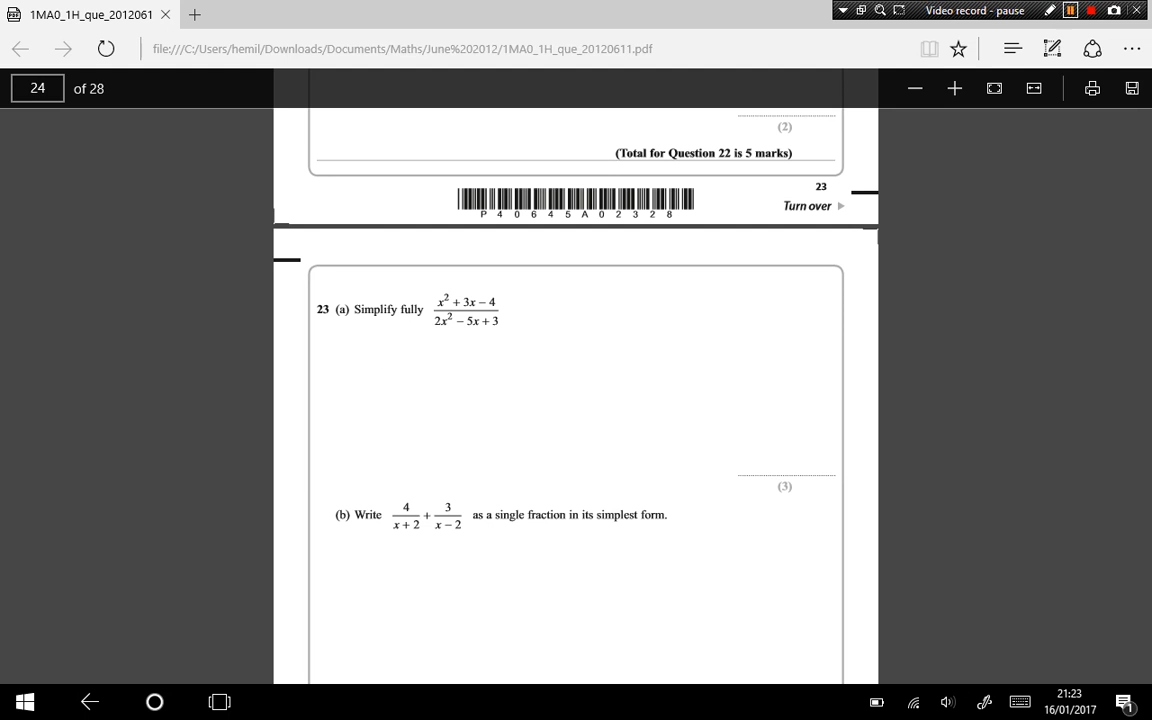 1MA0_1H_que_2012061
Video record - pause
file:///C:/Users/hemil/Downloads/Documents/Maths/June%202012/1MA0_1H_que_20120611.pdf
24 of 28
(2)
(Total for Question 22 is 5 marks)
23
P 4 0 6 4 5 A 0 2 3 2 8
Turn over
23 (a) Simplify fully x² + 3x – 4 / 2x² – 5x + 3
(3)
(b) Write 4 / x + 2 + 3 / x – 2 as a single fraction in its simplest form.
21:23
16/01/2017
1